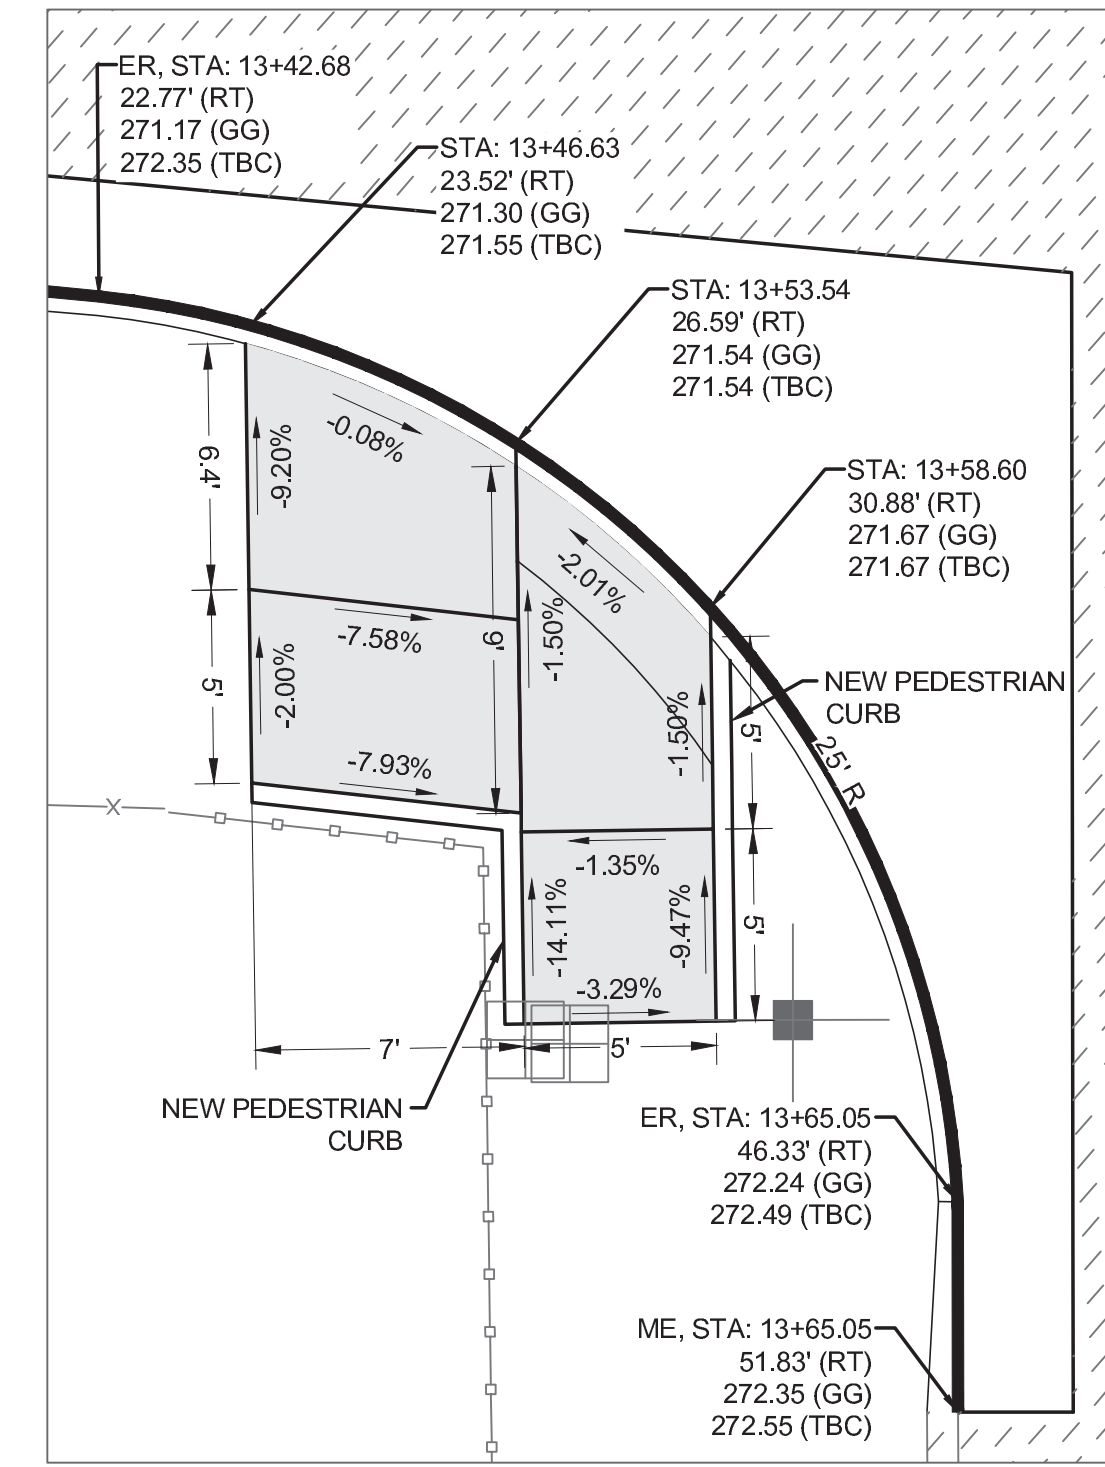 ER, STA: 13+42.68
22.77' (RT)
271.17 (GG)
272.35 (TBC)
STA: 13+46.63
23.52' (RT)
271.30 (GG)
271.55 (TBC)
STA: 13+53.54
26.59' (RT)
271.54 (GG)
271.54 (TBC)
STA: 13+58.60
30.88' (RT)
271.67 (GG)
271.67 (TBC)
6.4'
-9.20%
-0.08%
-2.01%
-7.58%
9'
-1.50%
-1.50%
NEW PEDESTRIAN
CURB
5'
-2.00%
5'
25' R
-7.93%
X
-1.35%
-14.11%
-9.47%
5'
-3.29%
7'
5'
NEW PEDESTRIAN
CURB
ER, STA: 13+65.05
46.33' (RT)
272.24 (GG)
272.49 (TBC)
ME, STA: 13+65.05
51.83' (RT)
272.35 (GG)
272.55 (TBC)